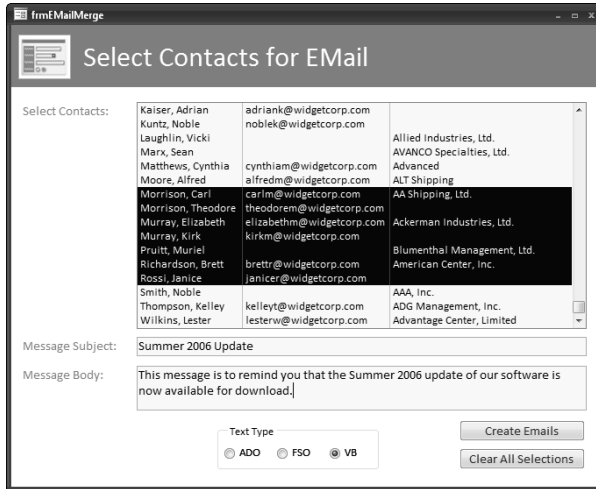 frmEMailMerge
Select Contacts for EMail
Select Contacts:
Kaiser, Adrian adriank@widgetcorp.com
Kuntz, Noble noblek@widgetcorp.com
Laughlin, Vicki Allied Industries, Ltd.
Marx, Sean AVANCO Specialties, Ltd.
Matthews, Cynthia cynthiam@widgetcorp.com Advanced
Moore, Alfred alfredm@widgetcorp.com ALT Shipping
Morrison, Carl carlm@widgetcorp.com AA Shipping, Ltd.
Morrison, Theodore theodorem@widgetcorp.com
Murray, Elizabeth elizabethm@widgetcorp.com Ackerman Industries, Ltd.
Murray, Kirk kirkm@widgetcorp.com
Pruitt, Muriel Blumenthal Management, Ltd.
Richardson, Brett brettr@widgetcorp.com American Center, Inc.
Rossi, Janice janicer@widgetcorp.com
Smith, Noble AAA, Inc.
Thompson, Kelley kelleyt@widgetcorp.com ADG Management, Inc.
Wilkins, Lester lesterw@widgetcorp.com Advantage Center, Limited
Message Subject: Summer 2006 Update
Message Body: This message is to remind you that the Summer 2006 update of our software is
now available for download.
Text Type
ADO FSO VB
Create Emails
Clear All Selections